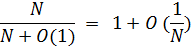 N / (N + O(1)) = 1 + O (1/N)